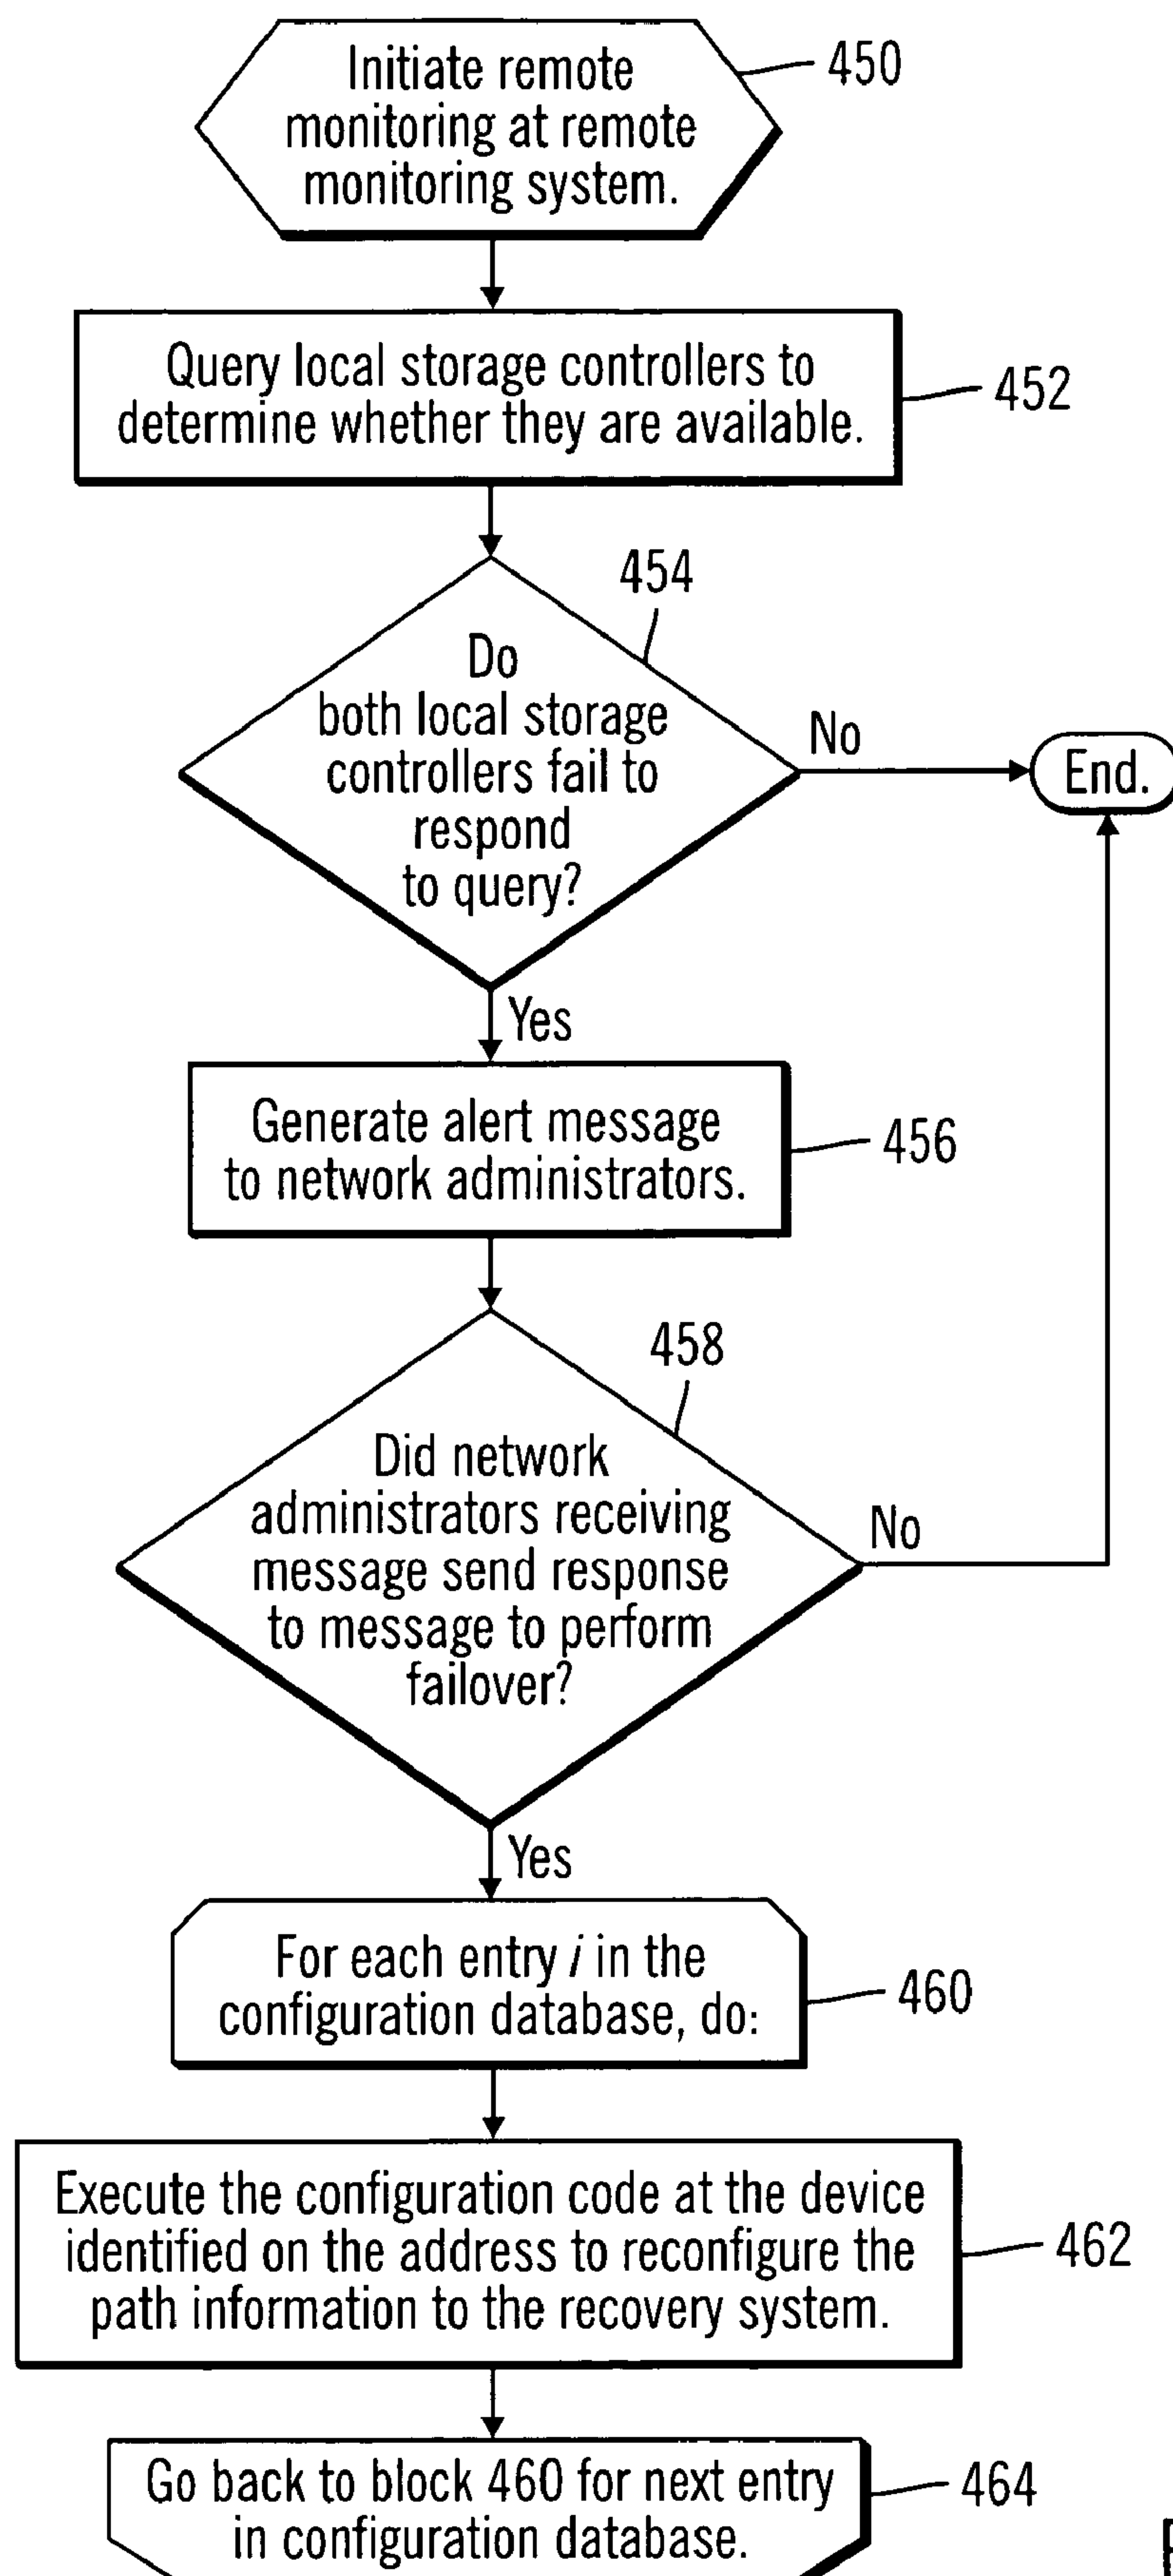 Initiate remote
monitoring at remote
monitoring system.
450
Query local storage controllers to
determine whether they are available.
452
454
Do
both local storage
controllers fail to
respond
to query?
No
End.
Yes
Generate alert message
to network administrators.
456
458
Did network
administrators receiving
message send response
to message to perform
failover?
No
Yes
For each entry i in the
configuration database, do:
460
Execute the configuration code at the device
identified on the address to reconfigure the
path information to the recovery system.
462
Go back to block 460 for next entry
in configuration database.
464